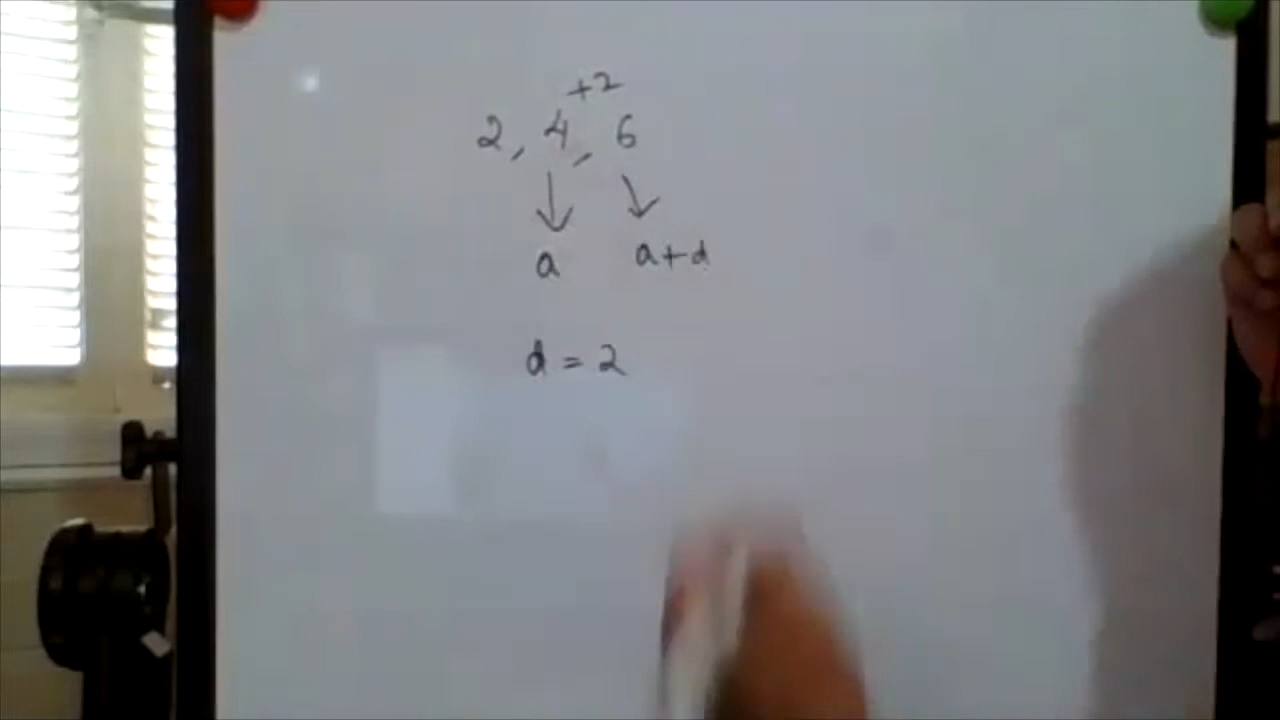 +2
2, 4, 6
↓ ↘
a a+d
d = 2